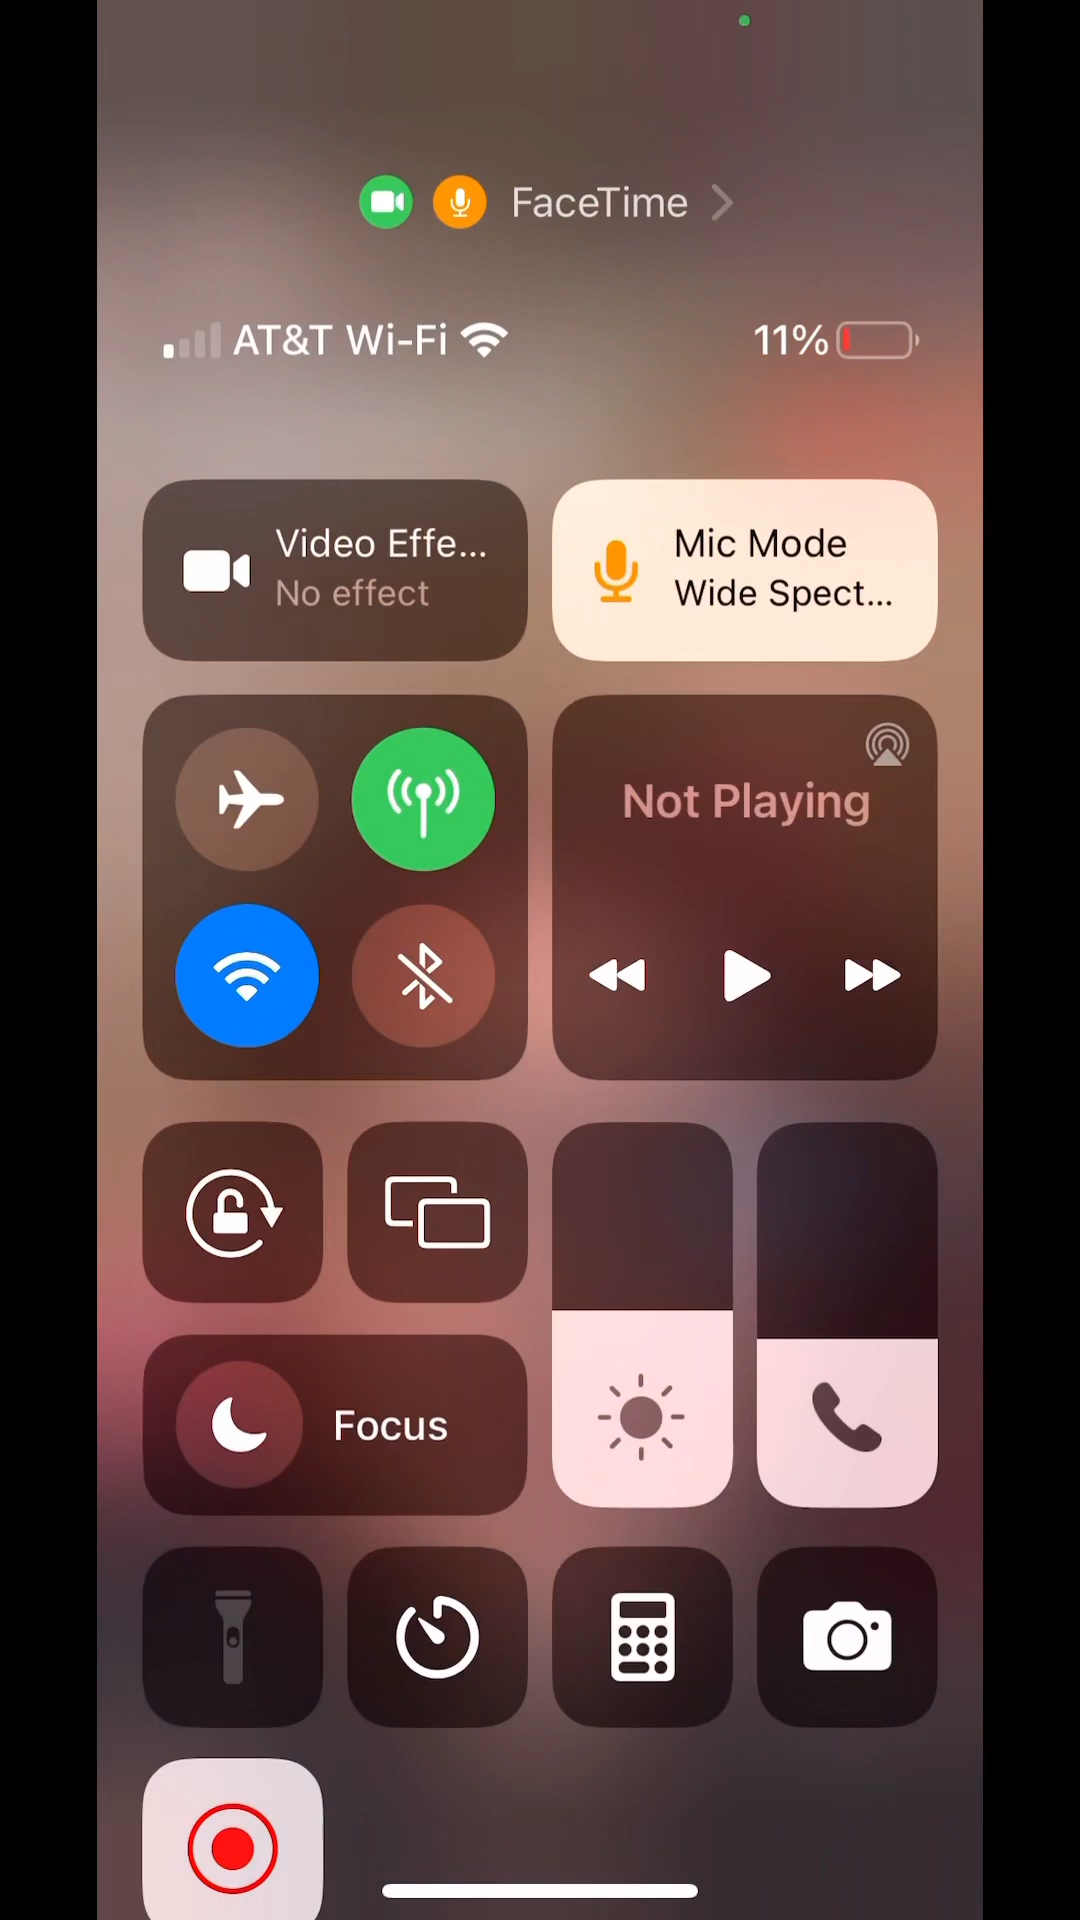 FaceTime
AT&T Wi-Fi
11%
Video Effe...
No effect
Mic Mode
Wide Spect...
Not Playing
Focus